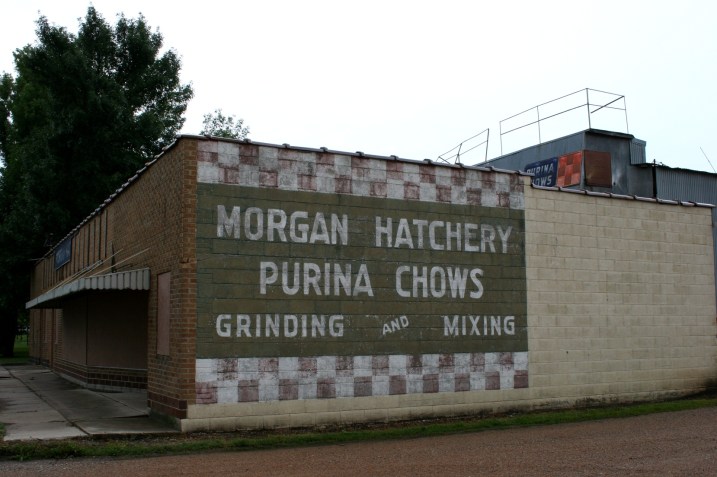 MORGAN HATCHERY
PURINA CHOWS
GRINDING AND MIXING
PURINA
CHOWS